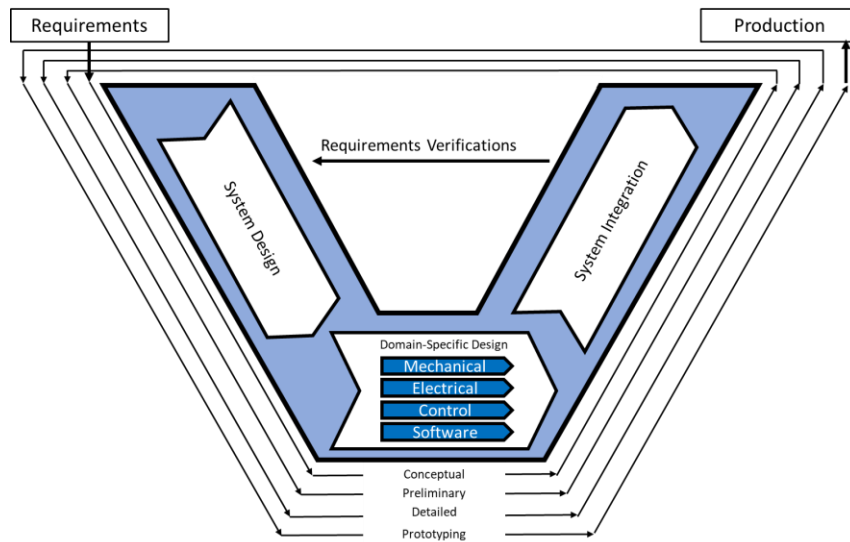 Requirements
Production
Requirements Verifications
System Design
System Integration
Domain-Specific Design
Mechanical
Electrical
Control
Software
Conceptual
Preliminary
Detailed
Prototyping